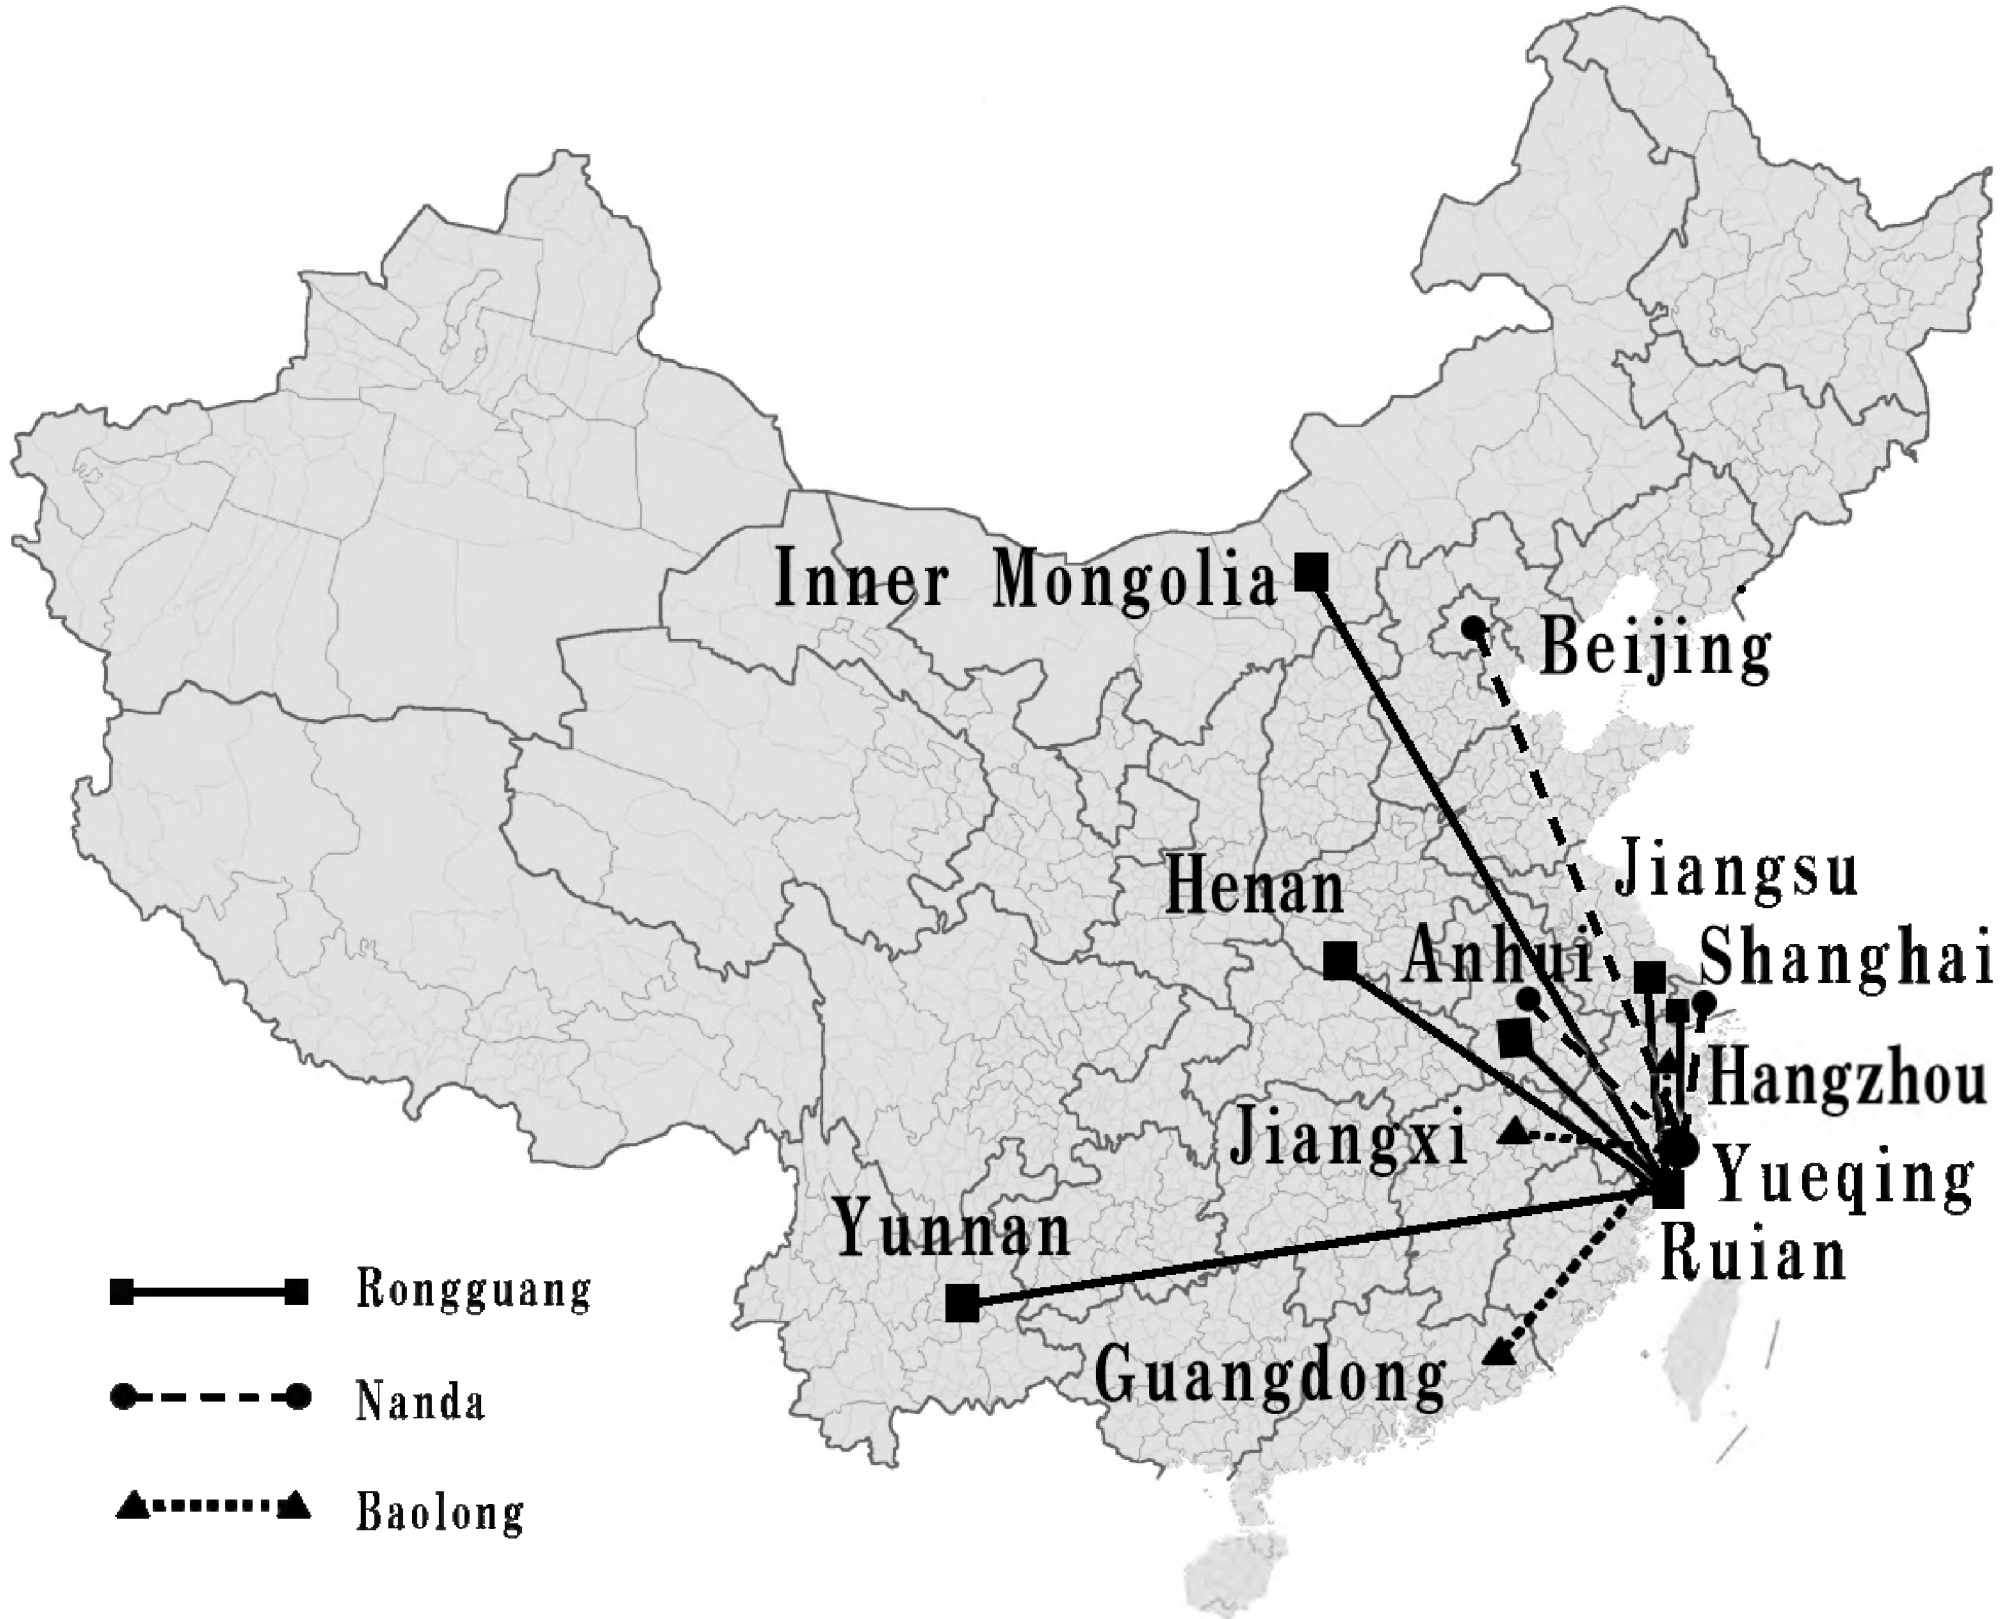 Inner Mongolia
Beijing
Jiangsu
Henan
Anhui
Shanghai
Hangzhou
Jiangxi
Yueqing
Yunnan
Ruian
Guangdong
Rongguang
Nanda
Baolong